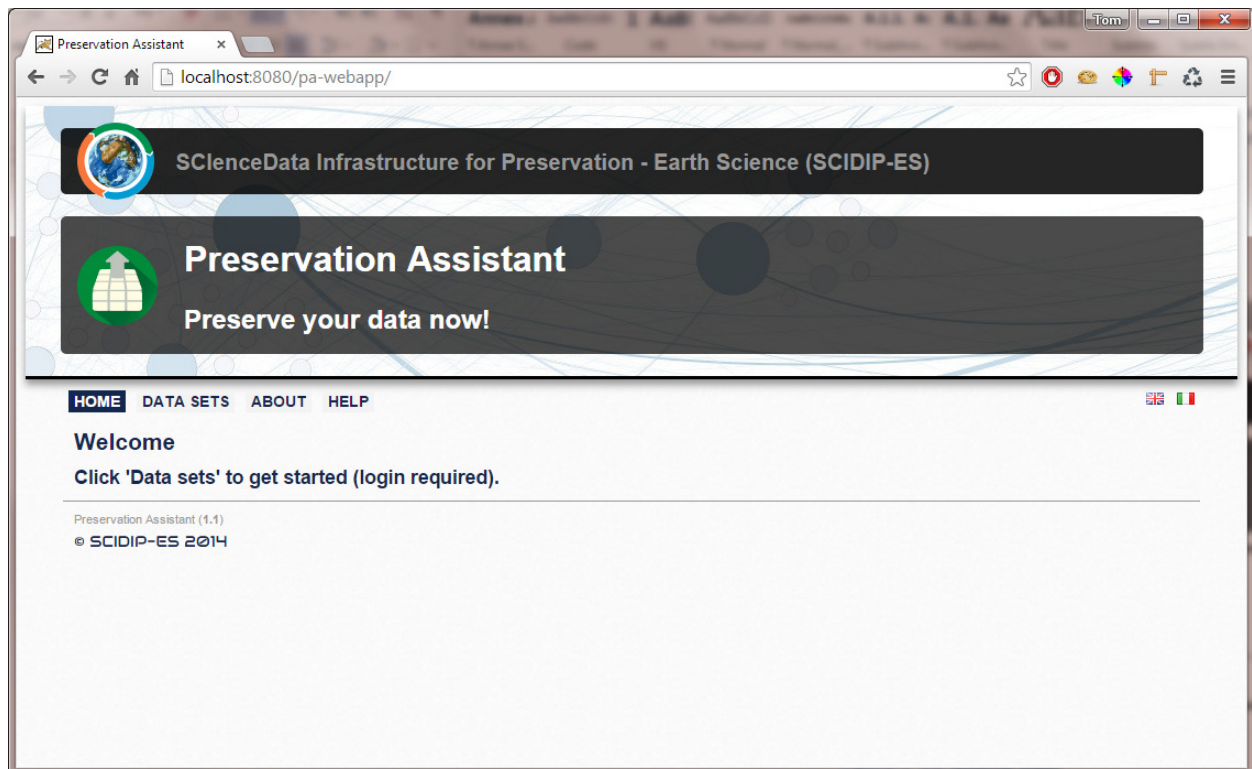 Tom
Preservation Assistant
localhost:8080/pa-webapp/
SCIenceData Infrastructure for Preservation - Earth Science (SCIDIP-ES)
Preservation Assistant
Preserve your data now!
HOME DATA SETS ABOUT HELP
Welcome
Click 'Data sets' to get started (login required).
Preservation Assistant (1.1)
© SCIDIP-ES 2014